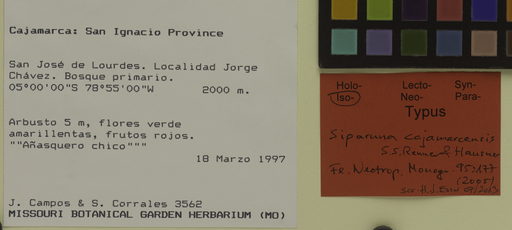 Cajamarca: San Ignacio Province
San José de Lourdes. Localidad Jorge
Chávez. Bosque primario.
05°00'00"S 78°55'00"W 2000 m.
Arbusto 5 m, flores verde
amarillentas, frutos rojos.
""Añasquero chico"""
18 Marzo 1997
J. Campos & S. Corrales 3562
MISSOURI BOTANICAL GARDEN HERBARIUM (MO)
Holo- Lecto- Syn-
Iso- Neo- Para-
Typus
Siparuna cajamarcensis
S.S. Renner & Hausner
Fl. Neotrop. Monogr. 95:177
(2005)
09/2013